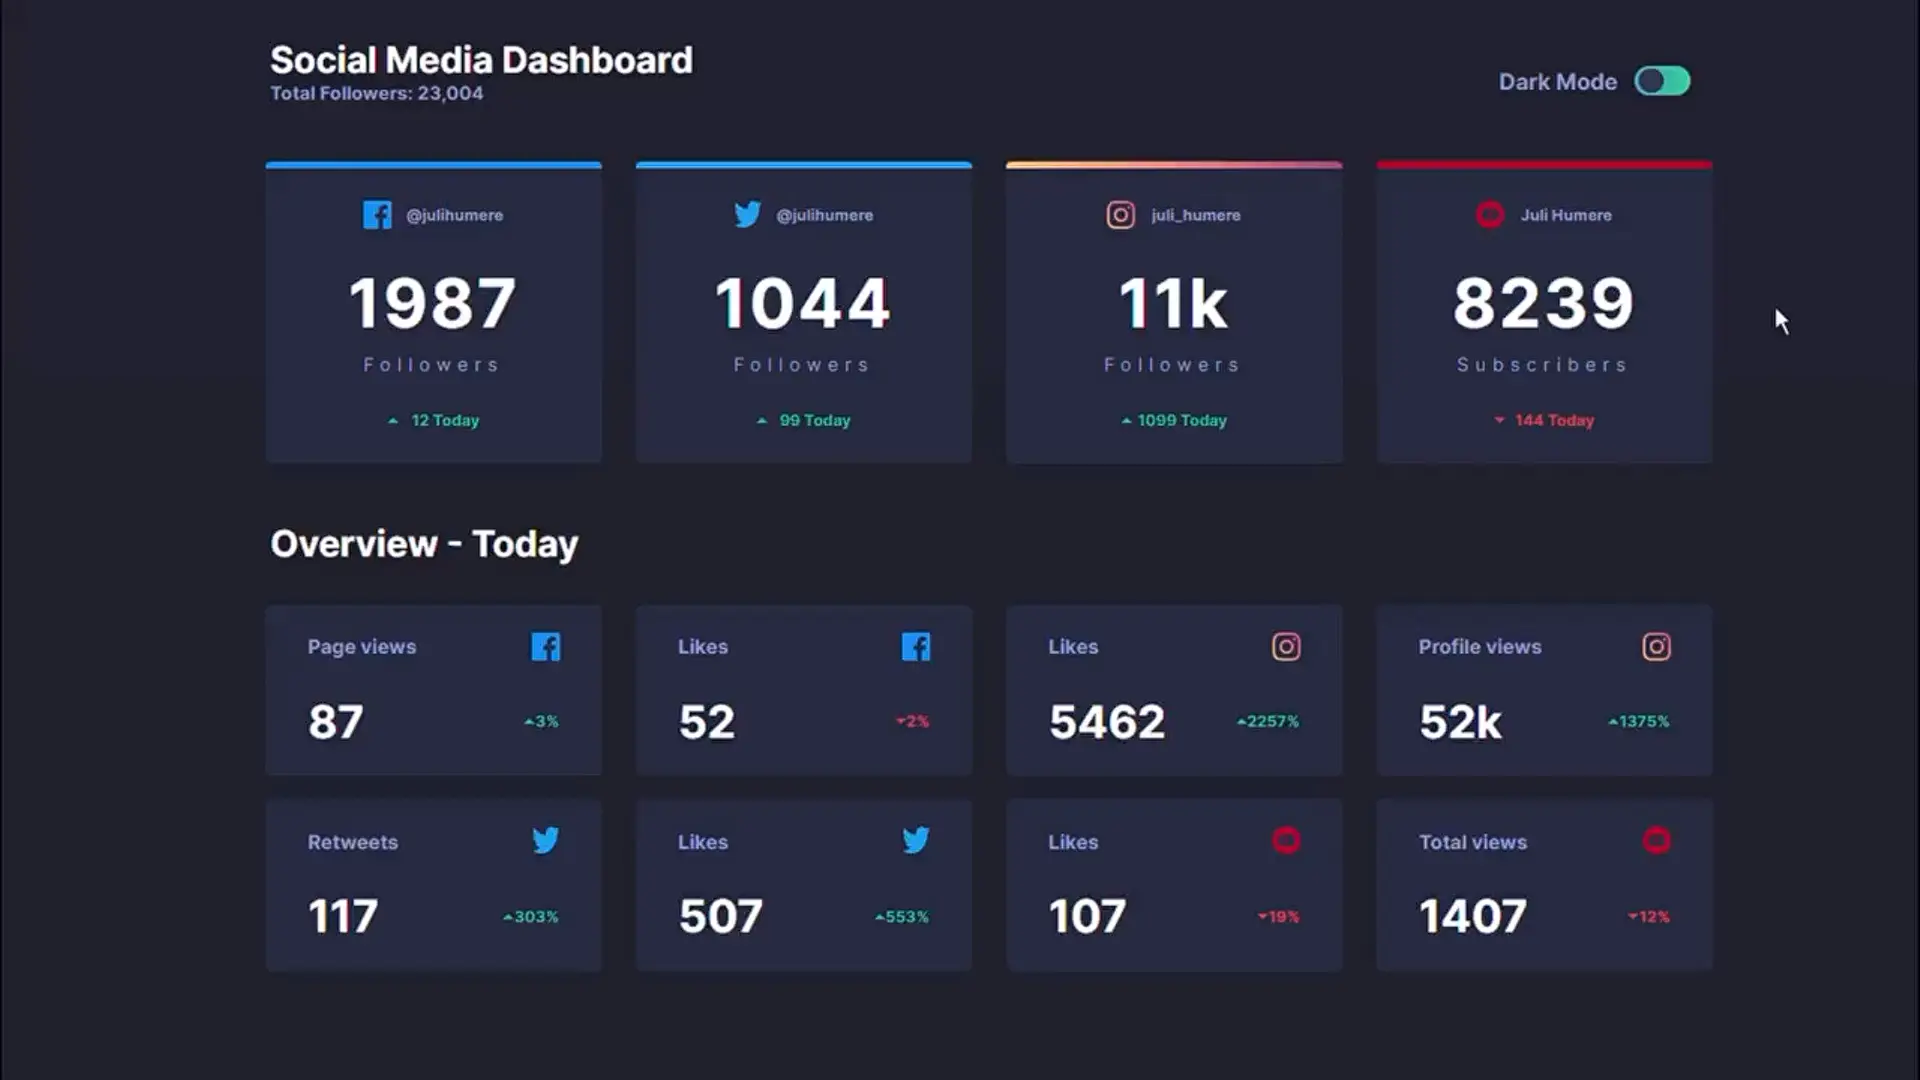 Social Media Dashboard
Total Followers: 23,004
Dark Mode
@julihumere
@julihumere
juli_humere
Juli Humere
1987
1044
11k
8239
Followers
Followers
Followers
Subscribers
12 Today
99 Today
1099 Today
144 Today
Overview - Today
Page views
Likes
Likes
Profile views
87
3%
52
2%
5462
2257%
52k
1375%
Retweets
Likes
Likes
Total views
117
303%
507
553%
107
19%
1407
12%